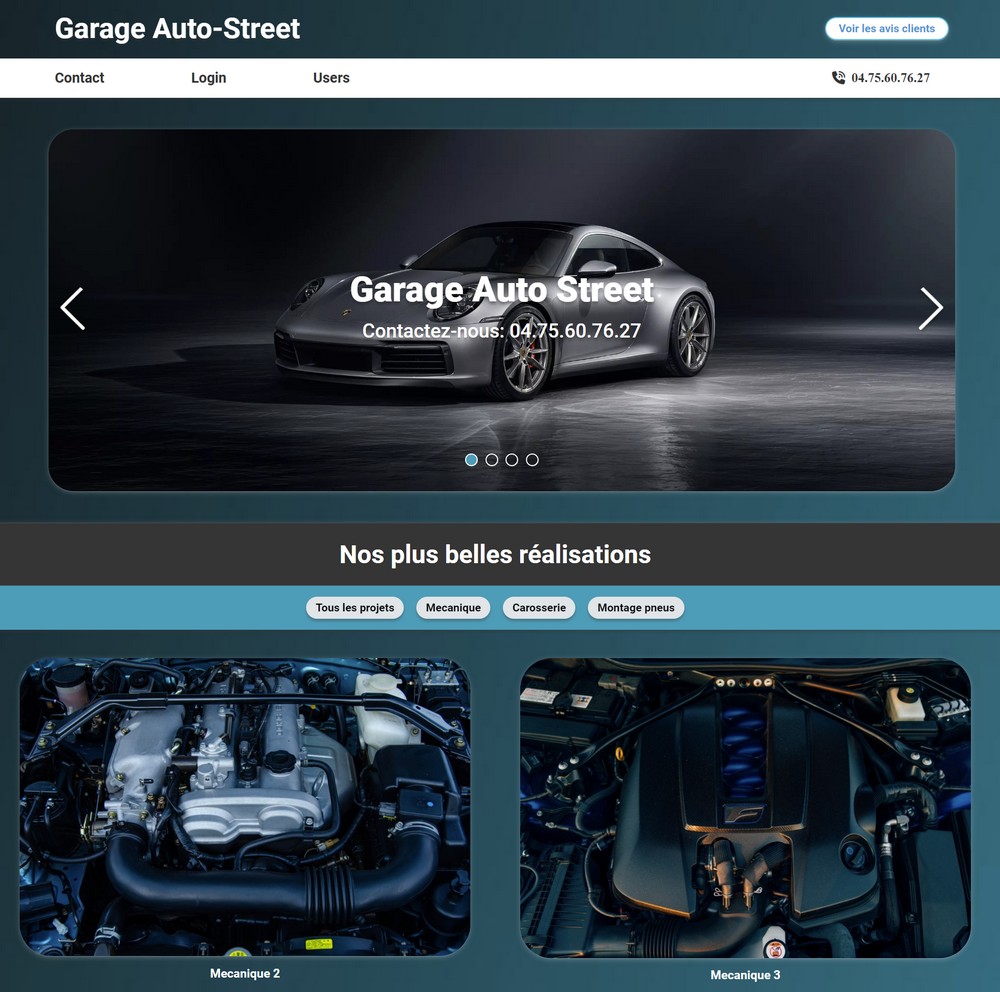 Garage Auto-Street
Voir les avis clients
Contact Login Users 04.75.60.76.27
Garage Auto Street
Contactez-nous: 04.75.60.76.27
Nos plus belles réalisations
Tous les projets Mecanique Carosserie Montage pneus
Mecanique 2
Mecanique 3